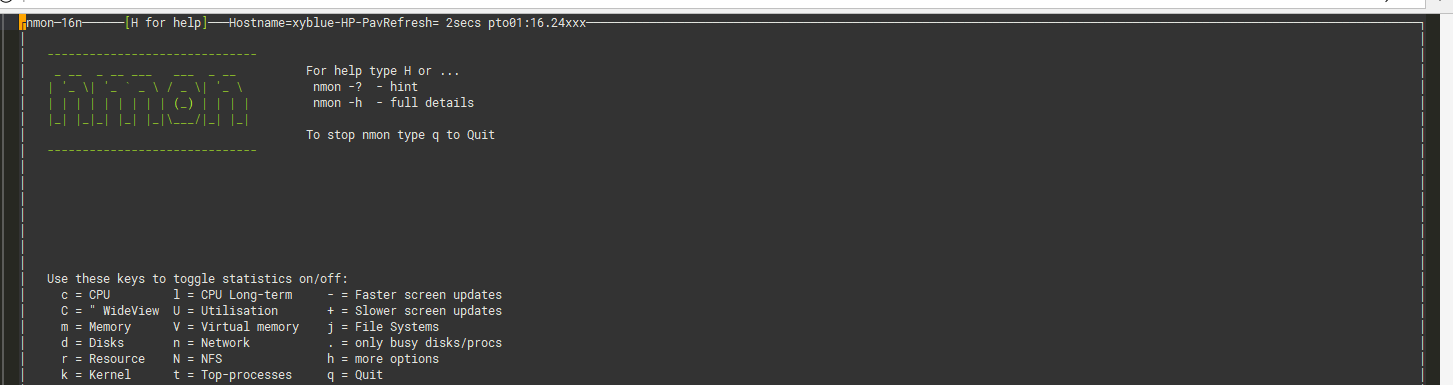 nmon─16n──────[H for help]───Hostname=xyblue-HP-PavRefresh= 2secs pto01:16.24xxx
------------------------------
 _ __  _ __ ___   ___  _ __       For help type H or ...
| '_ \| '_ ` _ \ / _ \| '_ \       nmon -?  - hint
| | | | | | | | | (_) | | | |      nmon -h  - full details
|_| |_|_| |_| |_|\___/|_| |_|
To stop nmon type q to Quit
------------------------------
Use these keys to toggle statistics on/off:
c = CPU         l = CPU Long-term     - = Faster screen updates
C = " WideView  U = Utilisation       + = Slower screen updates
m = Memory      V = Virtual memory    j = File Systems
d = Disks       n = Network           . = only busy disks/procs
r = Resource    N = NFS               h = more options
k = Kernel      t = Top-processes     q = Quit